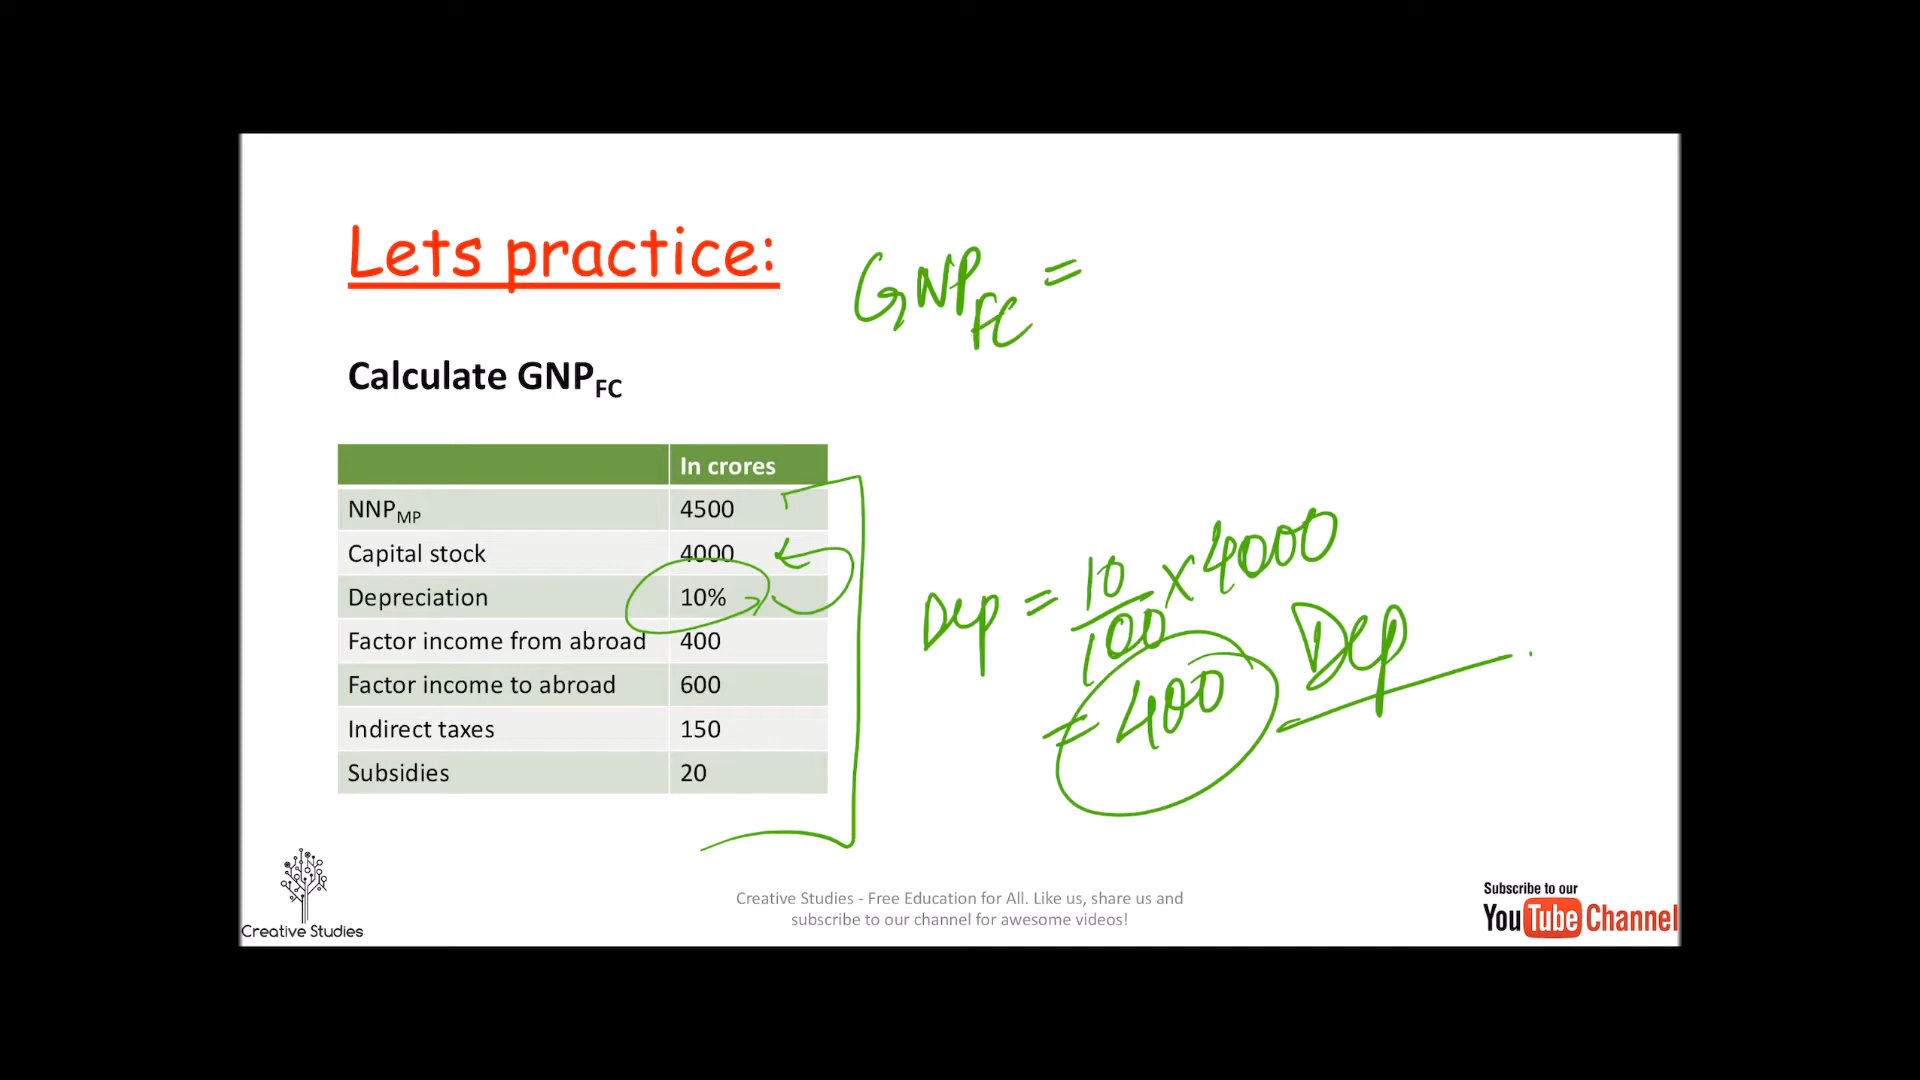 Lets practice:
GNP FC =
Calculate GNPFC
In crores
NNPMP 4500
Capital stock 4000
Depreciation 10%
Factor income from abroad 400
Factor income to abroad 600
Indirect taxes 150
Subsidies 20
Dep = 10/100 x 4000
= 400
Dep
Creative Studies
Creative Studies - Free Education for All. Like us, share us and
subscribe to our channel for awesome videos!
Subscribe to our
YouTube Channel